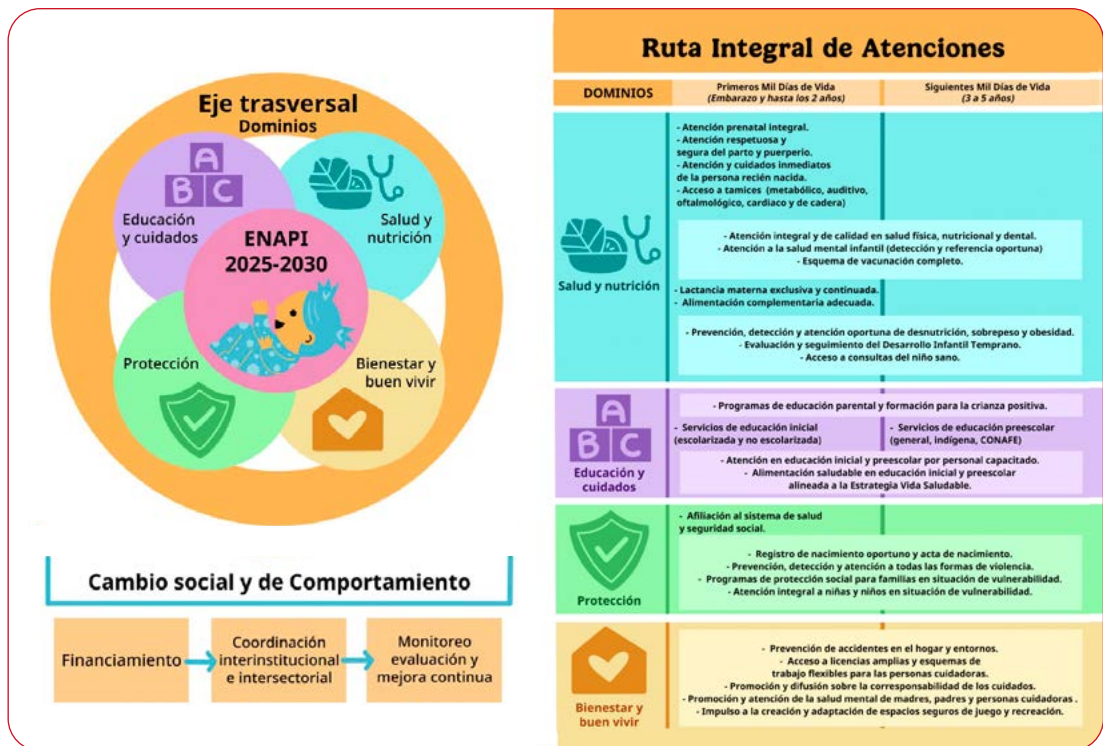 Eje trasversal
Dominios
A
B C
Educación
y cuidados
Salud y
nutrición
ENAPI
2025-2030
Protección
Bienestar y
buen vivir
Cambio social y de Comportamiento
Financiamiento
Coordinación
interinstitucional
e intersectorial
Monitoreo
evaluación y
mejora continua
Ruta Integral de Atenciones
DOMINIOS
Primeros Mil Días de Vida
(Embarazo y hasta los 2 años)
Siguientes Mil Días de Vida
(3 a 5 años)
Salud y nutrición
- Atención prenatal integral.
- Atención respetuosa y
segura del parto y puerperio.
- Atención y cuidados inmediatos
de la persona recién nacida.
- Acceso a tamices (metabólico, auditivo,
oftalmológico, cardiaco y de cadera)
- Atención integral y de calidad en salud física, nutricional y dental.
- Atención a la salud mental infantil (detección y referencia oportuna)
- Esquema de vacunación completo.
- Lactancia materna exclusiva y continuada.
- Alimentación complementaria adecuada.
- Prevención, detección y atención oportuna de desnutrición, sobrepeso y obesidad.
- Evaluación y seguimiento del Desarrollo Infantil Temprano.
- Acceso a consultas del niño sano.
A
B C
Educación y
cuidados
- Programas de educación parental y formación para la crianza positiva.
- Servicios de educación inicial
(escolarizada y no escolarizada)
- Servicios de educación preescolar
(general, indígena, CONAFE)
- Atención en educación inicial y preescolar por personal capacitado.
- Alimentación saludable en educación inicial y preescolar
alineada a la Estrategia Vida Saludable.
Protección
- Afiliación al sistema de salud
y seguridad social.
- Registro de nacimiento oportuno y acta de nacimiento.
- Prevención, detección y atención a todas las formas de violencia.
- Programas de protección social para familias en situación de vulnerabilidad.
- Atención integral a niñas y niños en situación de vulnerabilidad.
Bienestar y
buen vivir
- Prevención de accidentes en el hogar y entornos.
- Acceso a licencias amplias y esquemas de
trabajo flexibles para las personas cuidadoras.
- Promoción y difusión sobre la corresponsabilidad de los cuidados.
- Promoción y atención de la salud mental de madres, padres y personas cuidadoras .
- Impulso a la creación y adaptación de espacios seguros de juego y recreación.